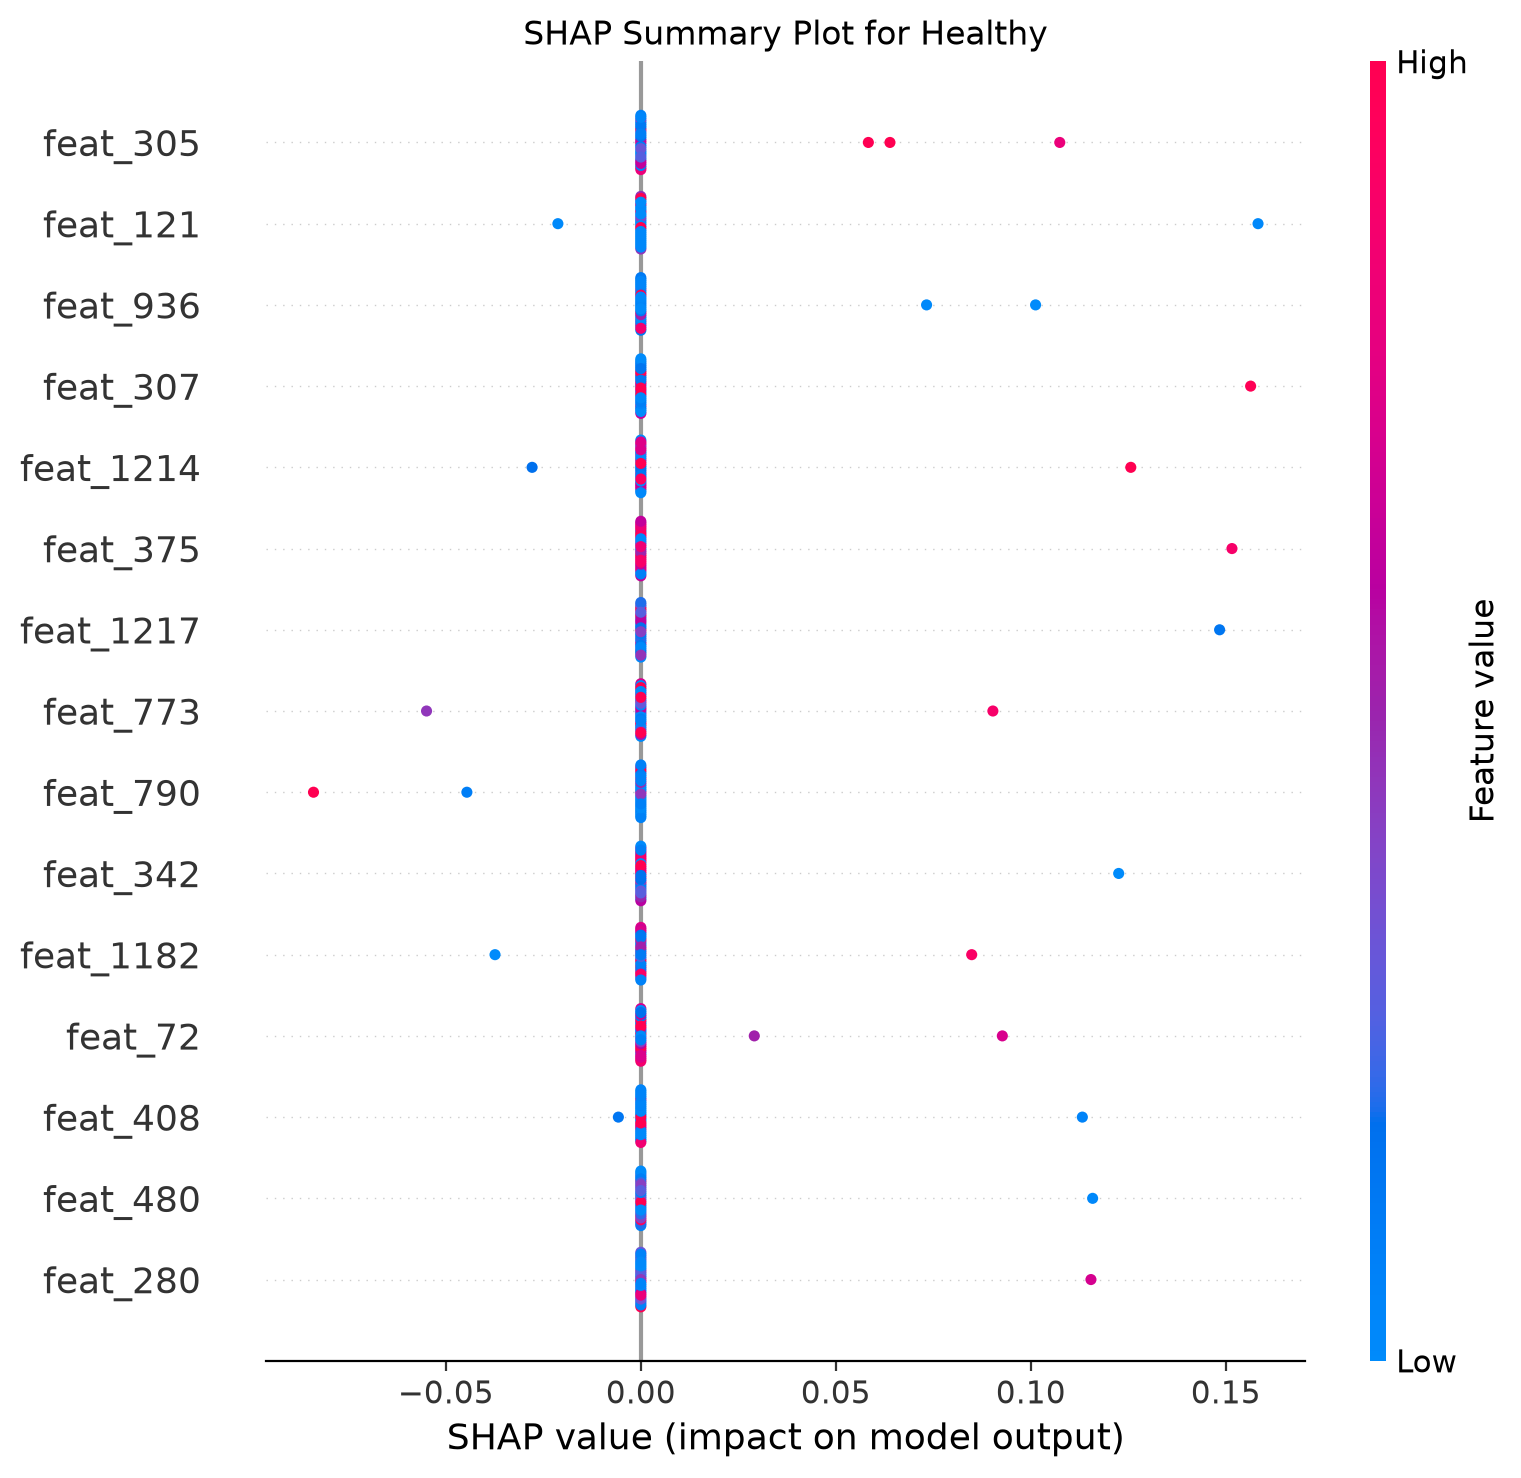 SHAP Summary Plot for Healthy
High
feat_305
feat_121
feat_936
feat_307
feat_1214
feat_375
feat_1217
feat_773
feat_790
feat_342
feat_1182
feat_72
feat_408
feat_480
feat_280
Feature value
Low
−0.05 0.00 0.05 0.10 0.15
SHAP value (impact on model output)